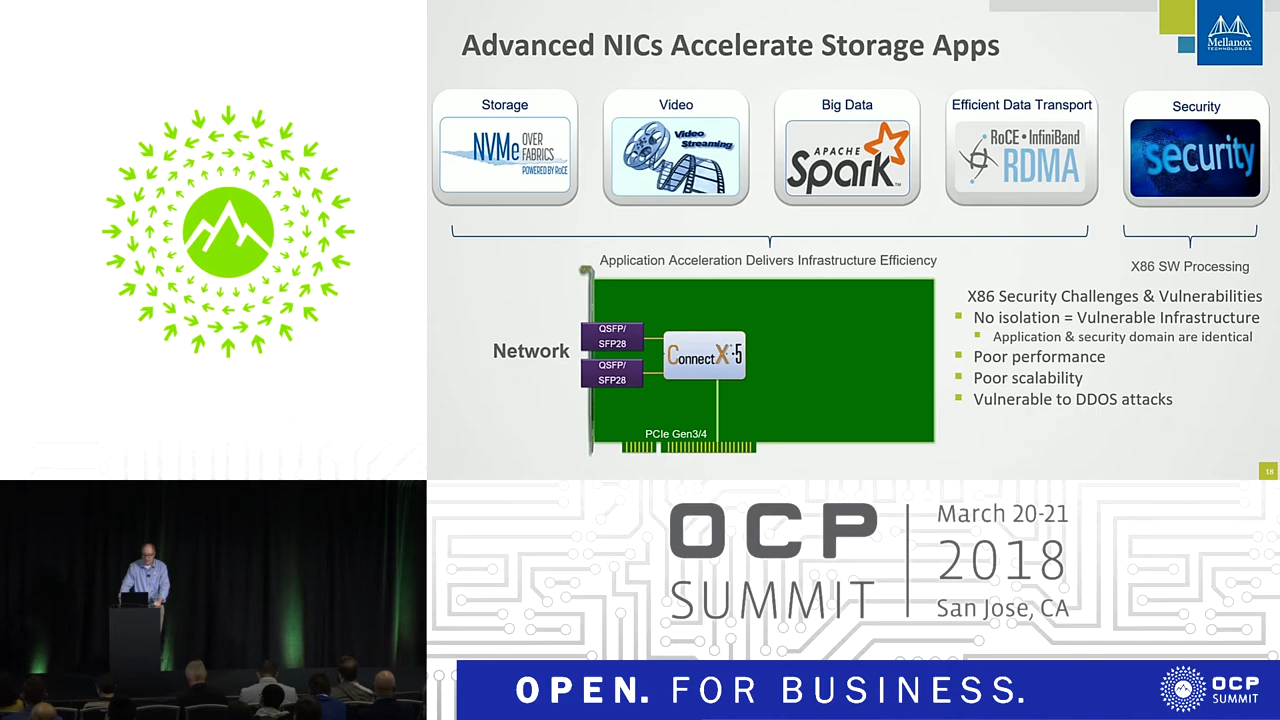 Advanced NICs Accelerate Storage Apps
Mellanox
TECHNOLOGIES
Storage
NVMe OVER FABRICS
POWERED BY RoCE
Video
Video Streaming
Big Data
APACHE
Spark™
Efficient Data Transport
RoCE • InfiniBand
RDMA
Security
security
Application Acceleration Delivers Infrastructure Efficiency
X86 SW Processing
Network
QSFP/
SFP28
QSFP/
SFP28
ConnectX®-5
PCIe Gen3/4
X86 Security Challenges & Vulnerabilities
No isolation = Vulnerable Infrastructure
Application & security domain are identical
Poor performance
Poor scalability
Vulnerable to DDOS attacks
18
OCP
SUMMIT
March 20-21
2018
San Jose, CA
OPEN. FOR BUSINESS.
OCP
SUMMIT